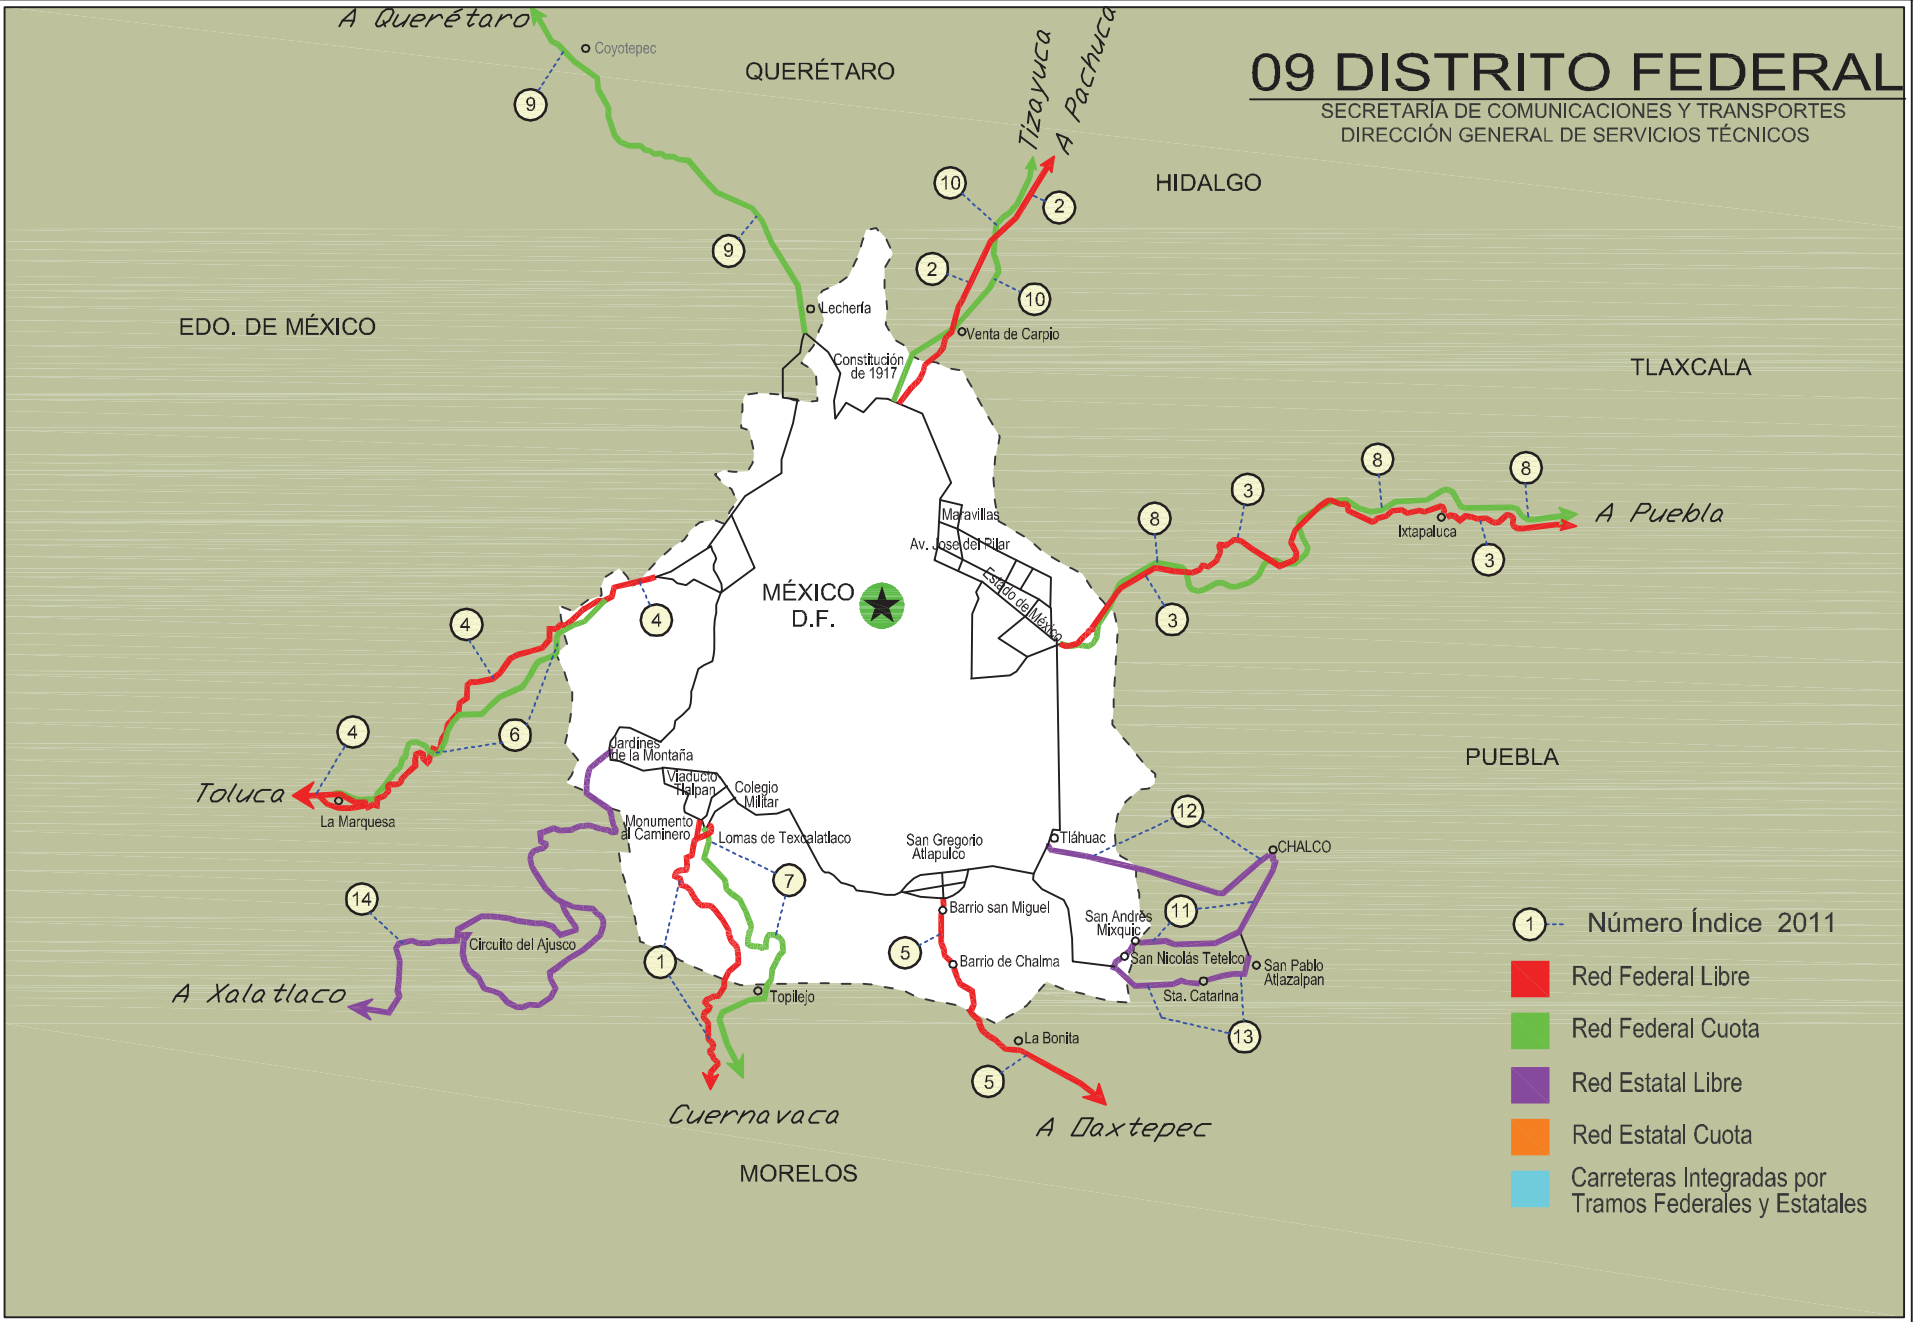 A Querétaro
Coyotepec
QUERÉTARO
Tizayuca
A Pachuca
09 DISTRITO FEDERAL
SECRETARÍA DE COMUNICACIONES Y TRANSPORTES
DIRECCIÓN GENERAL DE SERVICIOS TÉCNICOS
9
10
2
HIDALGO
9
2
10
EDO. DE MÉXICO
Lechería
Venta de Carpio
Constitución
de 1917
TLAXCALA
8
8
3
8
A Puebla
Ixtapaluca
3
3
Maravillas
Av. Jose del Pilar
Estado de México
MÉXICO
D.F.
4
4
4
6
Toluca
La Marquesa
Jardines
de la Montaña
Viaducto
Tlalpan
Colegio
Militar
Monumento
al Caminero
Lomas de Texcalatlaco
PUEBLA
12
Tláhuac
CHALCO
San Gregorio
Atlapulco
7
14
Circuito del Ajusco
A Xalatlaco
1
Topilejo
Barrio san Miguel
5
Barrio de Chalma
San Andrés
Mixquic
11
San Nicolás Tetelco
San Pablo
Atlazalpan
Sta. Catarina
13
La Bonita
5
Cuernavaca
A Oaxtepec
MORELOS
1 Número Índice 2011
Red Federal Libre
Red Federal Cuota
Red Estatal Libre
Red Estatal Cuota
Carreteras Integradas por
Tramos Federales y Estatales